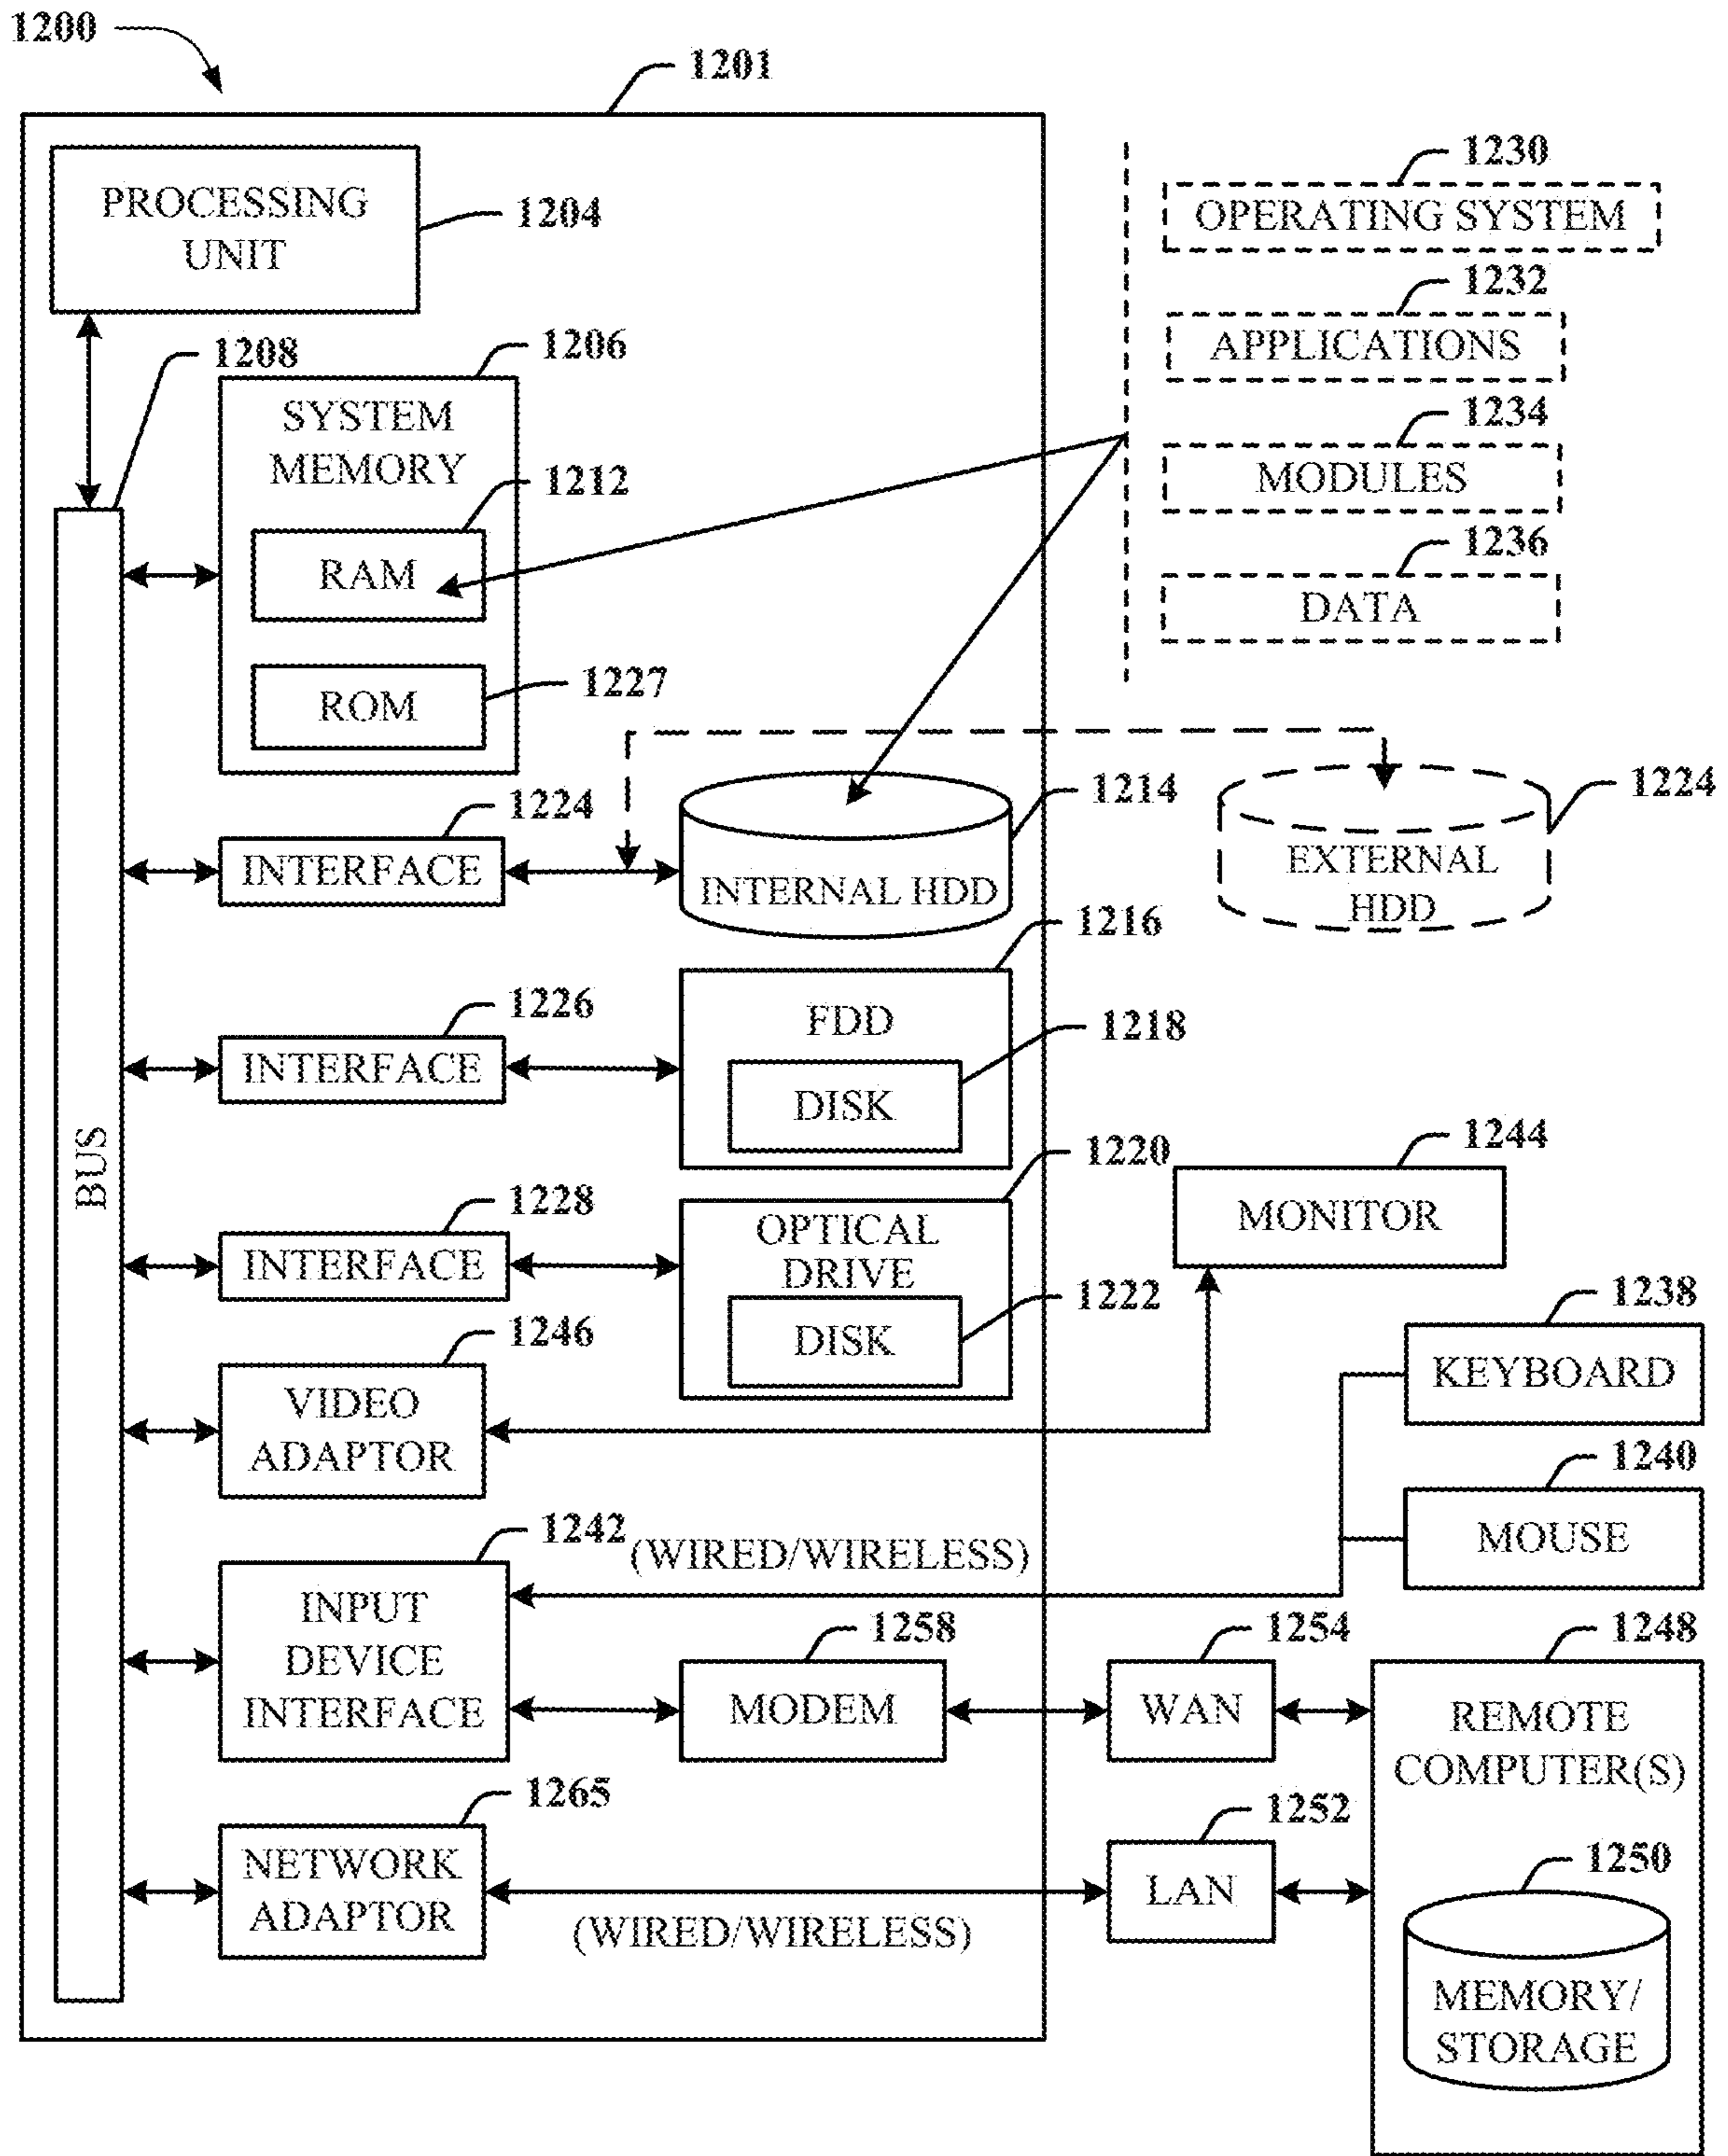 1200
1201
PROCESSING
UNIT
1204
1230
OPERATING SYSTEM
1232
APPLICATIONS
1234
MODULES
1236
DATA
1208
1206
SYSTEM
MEMORY
1212
RAM
1227
ROM
BUS
1224
INTERFACE
1214
INTERNAL HDD
1224
EXTERNAL
HDD
1216
FDD
1226
INTERFACE
1218
DISK
1220
OPTICAL
DRIVE
1228
INTERFACE
1222
DISK
1244
MONITOR
1246
VIDEO
ADAPTOR
1238
KEYBOARD
1240
MOUSE
1242
(WIRED/WIRELESS)
INPUT
DEVICE
INTERFACE
1258
MODEM
1254
WAN
1248
REMOTE
COMPUTER(S)
1265
NETWORK
ADAPTOR
(WIRED/WIRELESS)
1252
LAN
1250
MEMORY/
STORAGE